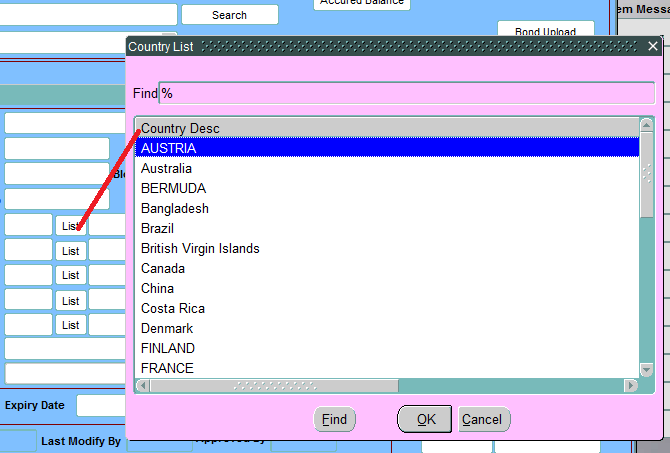 Accured Balance
em Messa
Search
Bond Upload
Country List
Find %
Country Desc
AUSTRIA
Australia
BERMUDA
Bangladesh
Brazil
British Virgin Islands
Canada
China
Costa Rica
Denmark
FINLAND
FRANCE
List
List
List
List
List
Find
OK
Cancel
Expiry Date
Last Modify By
Approved By